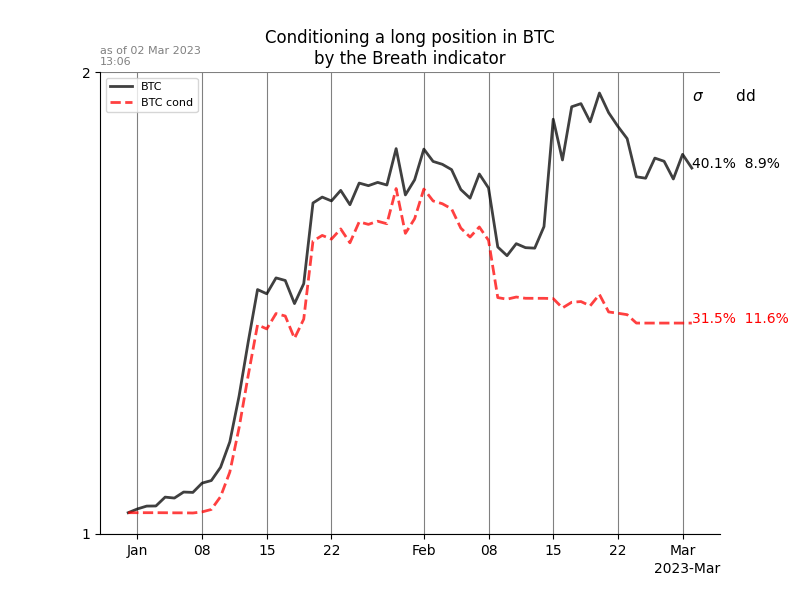 Conditioning a long position in BTC
by the Breath indicator
as of 02 Mar 2023
13:06
2
BTC
BTC cond
σ dd
40.1% 8.9%
31.5% 11.6%
1
Jan 08 15 22 Feb 08 15 22 Mar
2023-Mar